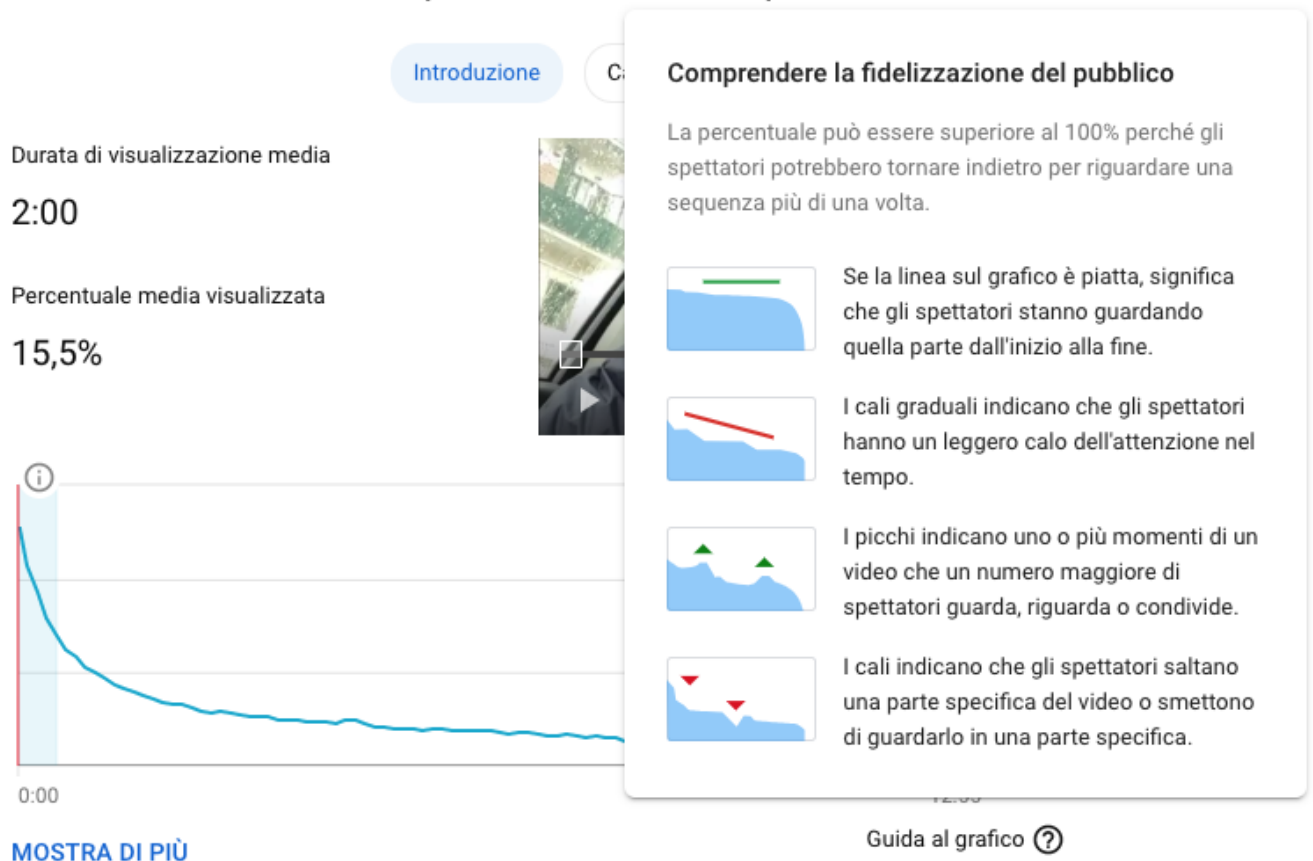 Introduzione
Comprendere la fidelizzazione del pubblico
La percentuale può essere superiore al 100% perché gli
spettatori potrebbero tornare indietro per riguardare una
sequenza più di una volta.
Durata di visualizzazione media
2:00
Percentuale media visualizzata
15,5%
Se la linea sul grafico è piatta, significa
che gli spettatori stanno guardando
quella parte dall'inizio alla fine.
I cali graduali indicano che gli spettatori
hanno un leggero calo dell'attenzione nel
tempo.
I picchi indicano uno o più momenti di un
video che un numero maggiore di
spettatori guarda, riguarda o condivide.
I cali indicano che gli spettatori saltano
una parte specifica del video o smettono
di guardarlo in una parte specifica.
0:00
Guida al grafico
MOSTRA DI PIÙ